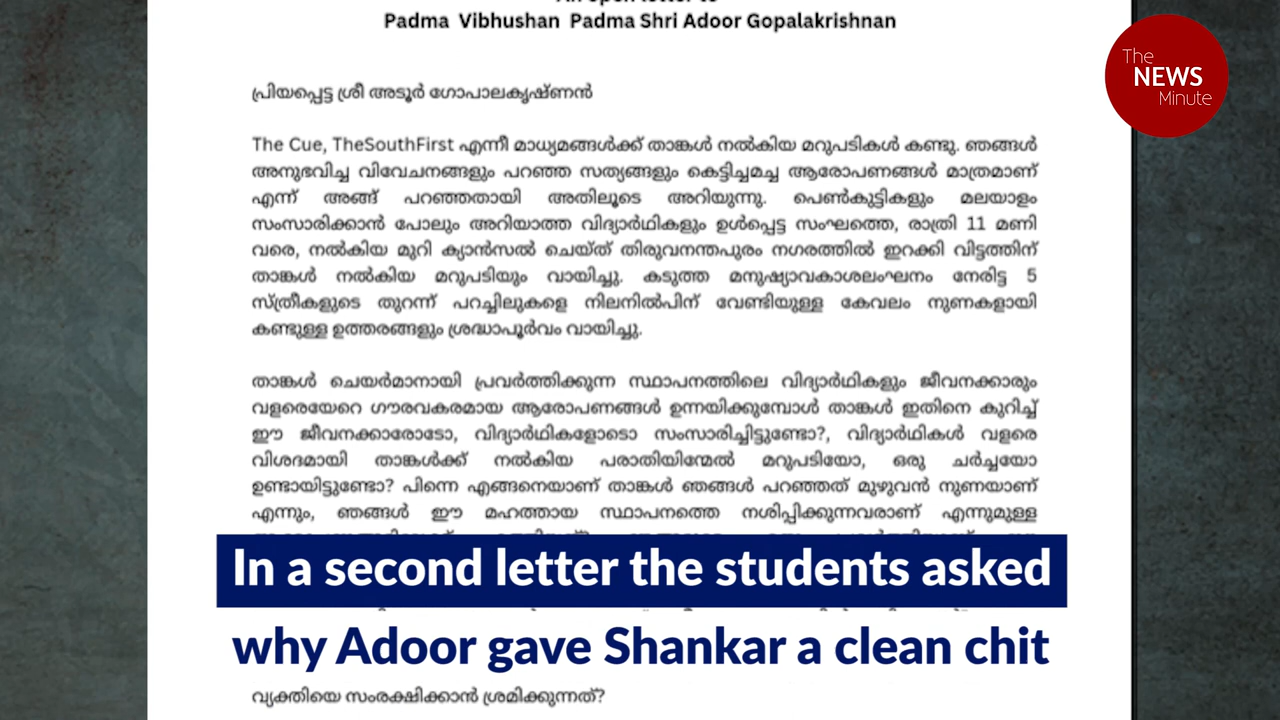 Padma Vibhushan Padma Shri Adoor Gopalakrishnan
The
NEWS
Minute
പ്രിയപ്പെട്ട ശ്രീ അടൂർ ഗോപാലകൃഷ്ണൻ
The Cue, TheSouthFirst എന്നീ മാധ്യമങ്ങൾക്ക് താങ്കൾ നൽകിയ മറുപടികൾ കണ്ടു. ഞങ്ങൾ
അനുഭവിച്ച വിവേചനങ്ങളും പറഞ്ഞ സത്യങ്ങളും കെട്ടിച്ചമച്ച ആരോപണങ്ങൾ മാത്രമാണ്
എന്ന് അങ്ങ് പറഞ്ഞതായി അതിലൂടെ അറിയുന്നു. പെൺകുട്ടികളും മലയാളം
സംസാരിക്കാൻ പോലും അറിയാത്ത വിദ്യാർഥികളും ഉൾപ്പെട്ട സംഘത്തെ, രാത്രി 11 മണി
വരെ, നൽകിയ മുറി ക്യാൻസൽ ചെയ്ത് തിരുവനന്തപുരം നഗരത്തിൽ ഇറക്കി വിട്ടത്തിന്
താങ്കൾ നൽകിയ മറുപടിയും വായിച്ചു. കടുത്ത മനുഷ്യാവകാശലംഘനം നേരിട്ട 5
സ്ത്രീകളുടെ തുറന്ന് പറച്ചിലുകളെ നിലനിൽപിന് വേണ്ടിയുള്ള കേവലം നുണകളായി
കണ്ടുള്ള ഉത്തരങ്ങളും ശ്രദ്ധാപൂർവം വായിച്ചു.
താങ്കൾ ചെയർമാനായി പ്രവർത്തിക്കുന്ന സ്ഥാപനത്തിലെ വിദ്യാർഥികളും ജീവനക്കാരും
വളരെയേറെ ഗൗരവകരമായ ആരോപണങ്ങൾ ഉന്നയിക്കുമ്പോൾ താങ്കൾ ഇതിനെ കുറിച്ച്
ഈ ജീവനക്കാരോടോ, വിദ്യാർഥികളോടൊ സംസാരിച്ചിട്ടുണ്ടോ?, വിദ്യാർഥികൾ വളരെ
വിശദമായി താങ്കൾക്ക് നൽകിയ പരാതിയിന്മേൽ മറുപടിയോ, ഒരു ചർച്ചയോ
ഉണ്ടായിട്ടുണ്ടോ? പിന്നെ എങ്ങനെയാണ് താങ്കൾ ഞങ്ങൾ പറഞ്ഞത് മുഴുവൻ നുണയാണ്
എന്നും, ഞങ്ങൾ ഈ മഹത്തായ സ്ഥാപനത്തെ നശിപ്പിക്കുന്നവരാണ് എന്നുമുള്ള
In a second letter the students asked
why Adoor gave Shankar a clean chit
വ്യക്തിയെ സംരക്ഷിക്കാൻ ശ്രമിക്കുന്നത്?